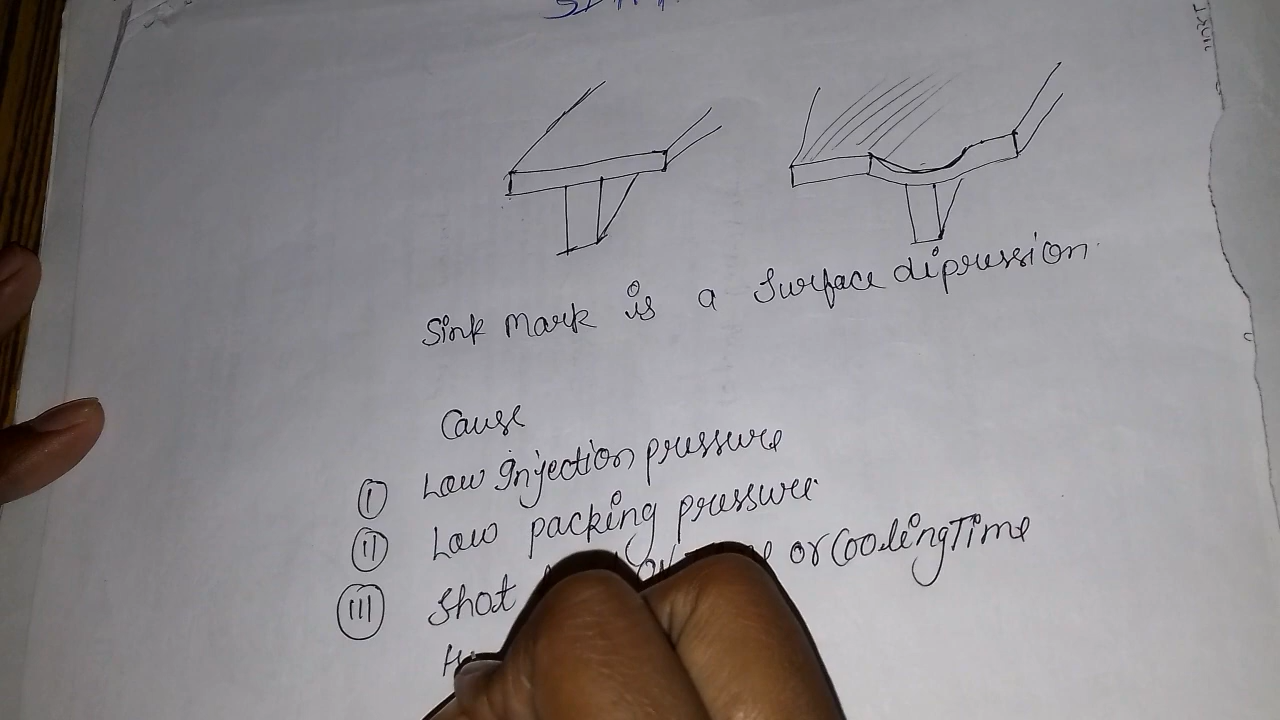 Sink Mark is a Surface dipression
Cause
I Low Injection pressure
II Low packing pressure
III Shot or Cooling Time